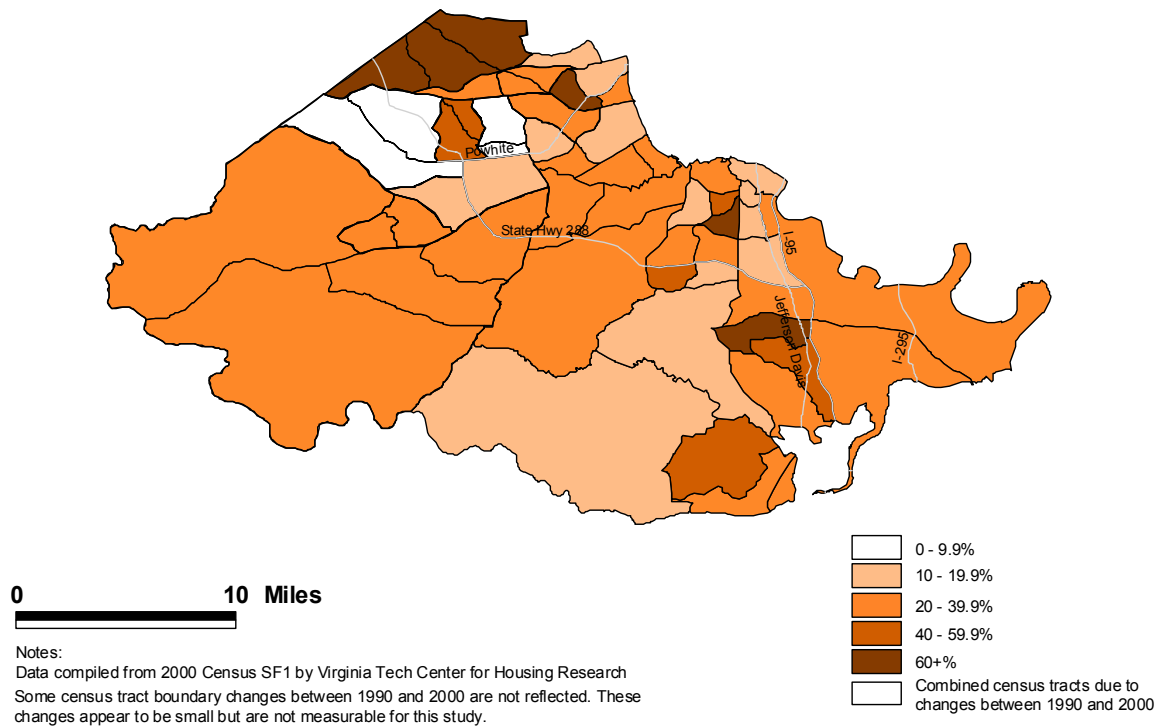 Powhite
State Hwy 288
I-95
Jefferson Davis
I-295
0 - 9.9%
10 - 19.9%
20 - 39.9%
40 - 59.9%
60+%
Combined census tracts due to
changes between 1990 and 2000
0 10 Miles
Notes:
Data compiled from 2000 Census SF1 by Virginia Tech Center for Housing Research
Some census tract boundary changes between 1990 and 2000 are not reflected. These
changes appear to be small but are not measurable for this study.